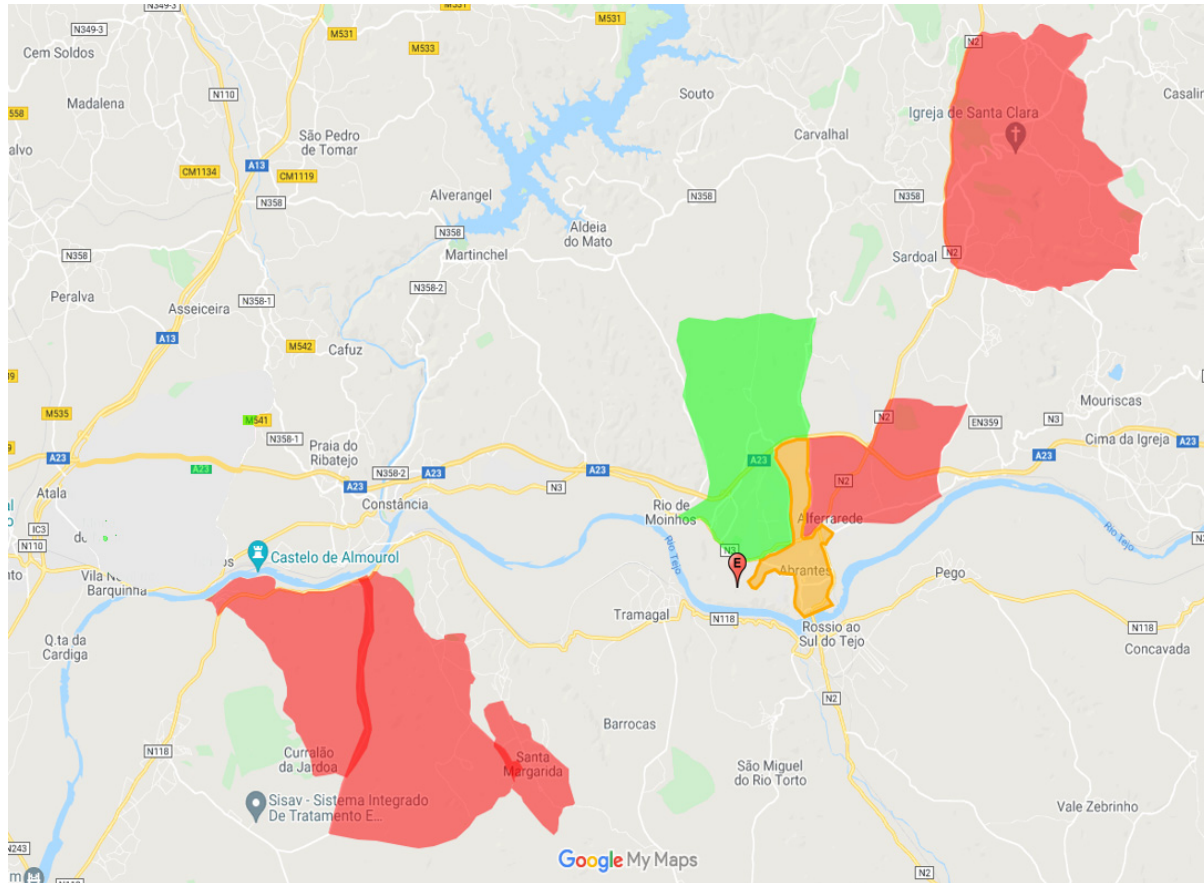 N349-3
N349-3
M531
M531
M533
Cem Soldos
N110
Madalena
558
alvo
São Pedro
de Tomar
A13
CM1134
CM1119
N358
Alverangel
N358
Martinchel
Aldeia
do Mato
N358
Souto
Carvalhal
N358
N2
Igreja de Santa Clara
Casalin
N2
Sardoal
N358
Peralva
N358-1
Asseiceira
N358-2
A13
M542
Cafuz
M535
M541
N358-1
Praia do
Ribatejo
A23
A23
A23
N358-2
A23
Constância
N3
A23
A23
Rio de
Moinhos
N3
N2
N2
Alferrarede
EN359
N3
Mouriscas
Cima da Igreja
A23
A23
Atala
IC3
N110
Vila No
Barquinha
Castelo de Almourol
Rio Tejo
E
Abrantes
Rio Tejo
Pego
Tramagal
N118
Rossio ao
Sul do Tejo
N118
Concavada
Q.ta da
Cardiga
N118
Curralão
da Jardoa
Santa
Margarida
Barrocas
São Miguel
do Rio Torto
N2
Vale Zebrinho
Sisav - Sistema Integrado
De Tratamento E...
N243
N2
Google My Maps